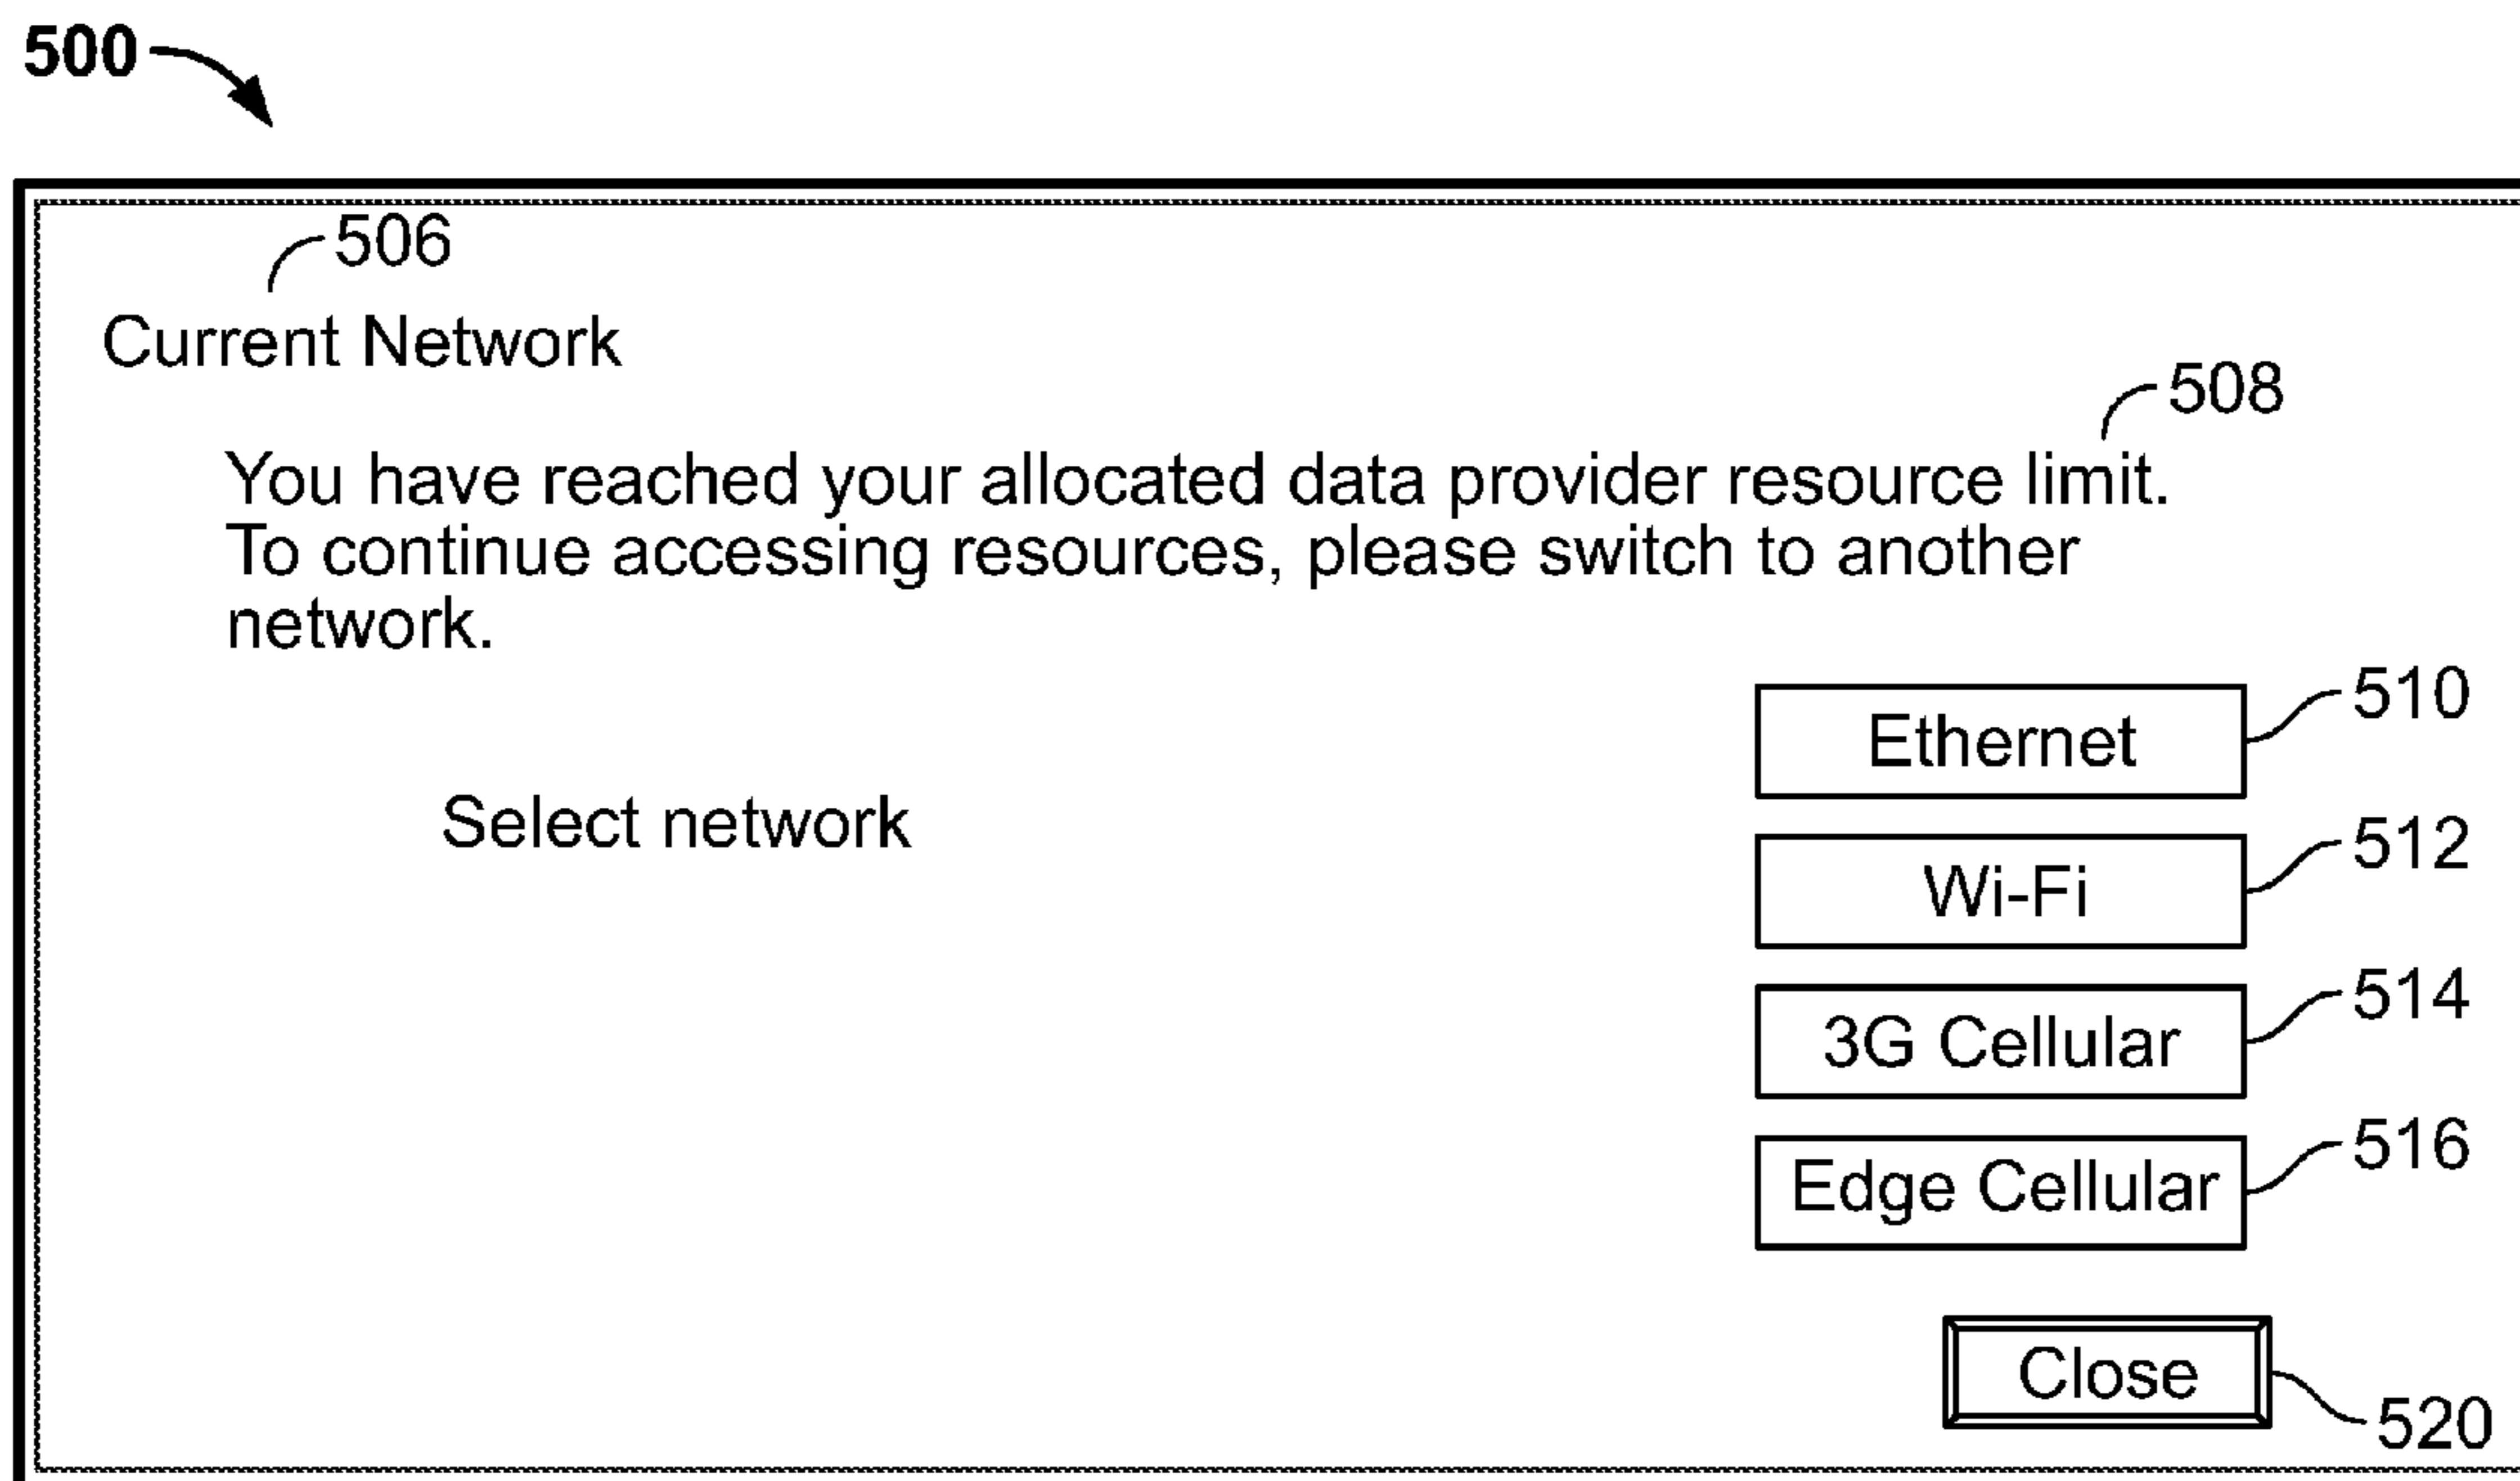 500
506
Current Network
508
You have reached your allocated data provider resource limit.
To continue accessing resources, please switch to another
network.
Ethernet 510
Select network
Wi-Fi 512
3G Cellular 514
Edge Cellular 516
Close 520